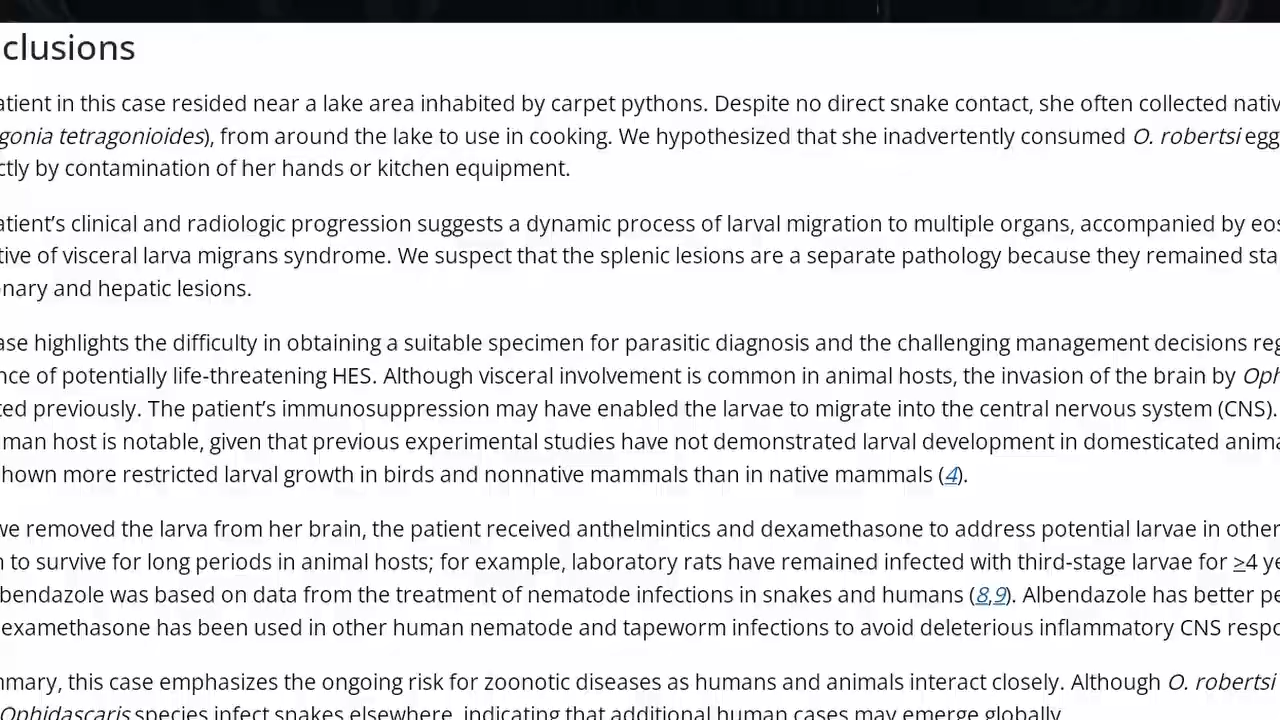 clusions
atient in this case resided near a lake area inhabited by carpet pythons. Despite no direct snake contact, she often collected nativ
gonia tetragonioides), from around the lake to use in cooking. We hypothesized that she inadvertently consumed O. robertsi egg
ctly by contamination of her hands or kitchen equipment.
atient’s clinical and radiologic progression suggests a dynamic process of larval migration to multiple organs, accompanied by eos
tive of visceral larva migrans syndrome. We suspect that the splenic lesions are a separate pathology because they remained sta
onary and hepatic lesions.
ase highlights the difficulty in obtaining a suitable specimen for parasitic diagnosis and the challenging management decisions reg
nce of potentially life-threatening HES. Although visceral involvement is common in animal hosts, the invasion of the brain by Oph
ted previously. The patient’s immunosuppression may have enabled the larvae to migrate into the central nervous system (CNS).
man host is notable, given that previous experimental studies have not demonstrated larval development in domesticated anima
hown more restricted larval growth in birds and nonnative mammals than in native mammals (4).
we removed the larva from her brain, the patient received anthelmintics and dexamethasone to address potential larvae in other
n to survive for long periods in animal hosts; for example, laboratory rats have remained infected with third-stage larvae for ≥4 ye
bendazole was based on data from the treatment of nematode infections in snakes and humans (8,9). Albendazole has better pe
examethasone has been used in other human nematode and tapeworm infections to avoid deleterious inflammatory CNS respo
mmary, this case emphasizes the ongoing risk for zoonotic diseases as humans and animals interact closely. Although O. robertsi
Ophidascaris species infect snakes elsewhere, indicating that additional human cases may emerge globally.